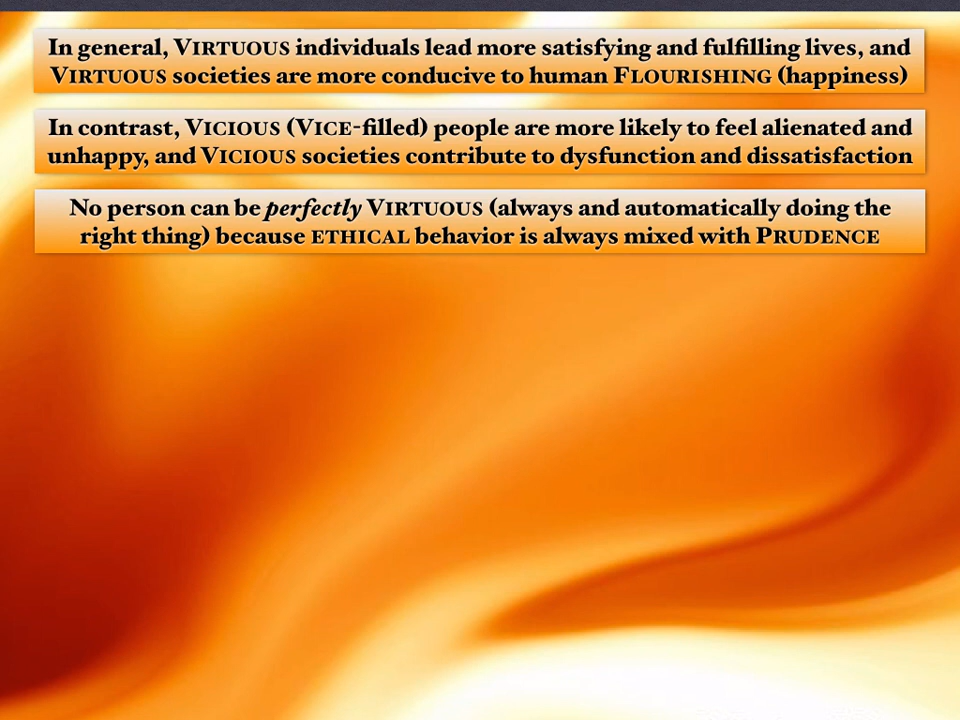 In general, VIRTUOUS individuals lead more satisfying and fulfilling lives, and
VIRTUOUS societies are more conducive to human FLOURISHING (happiness)
In contrast, VICIOUS (VICE-filled) people are more likely to feel alienated and
unhappy, and VICIOUS societies contribute to dysfunction and dissatisfaction
No person can be perfectly VIRTUOUS (always and automatically doing the
right thing) because ETHICAL behavior is always mixed with PRUDENCE